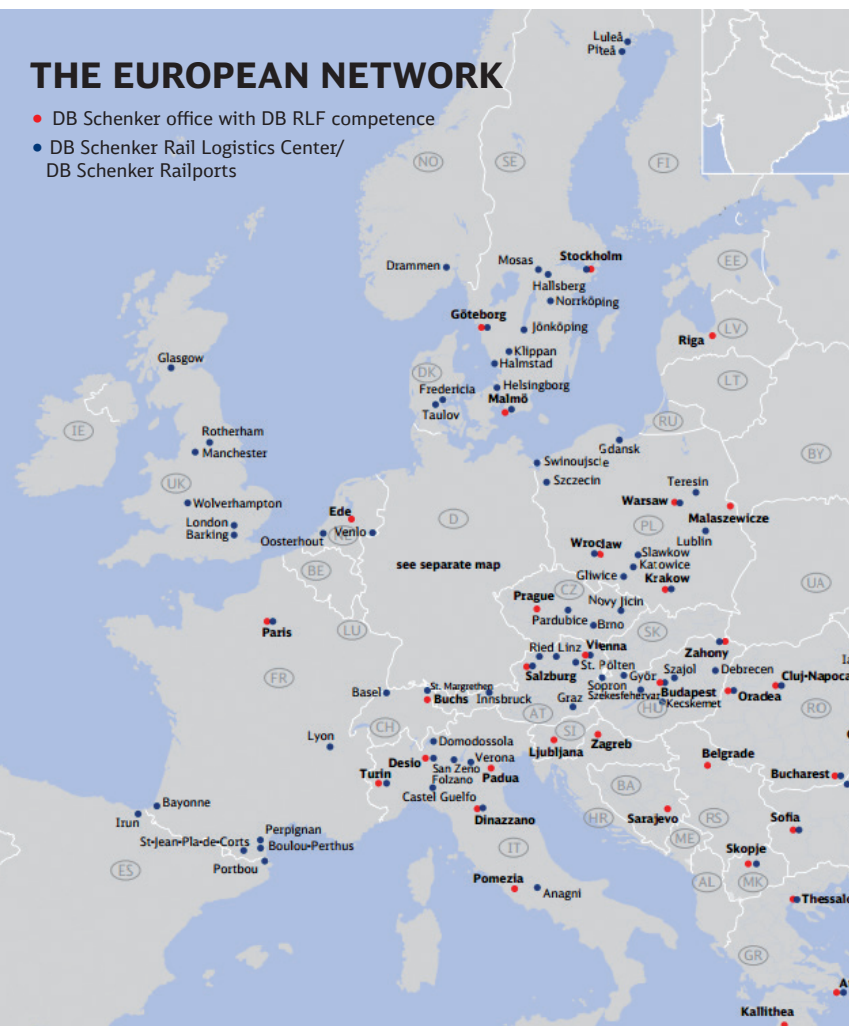 THE EUROPEAN NETWORK
DB Schenker office with DB RLF competence
DB Schenker Rail Logistics Center/
DB Schenker Railports
Luleå
Piteå
NO
SE
FI
Drammen
Mosas
Stockholm
Hallsberg
Norrköping
EE
Göteborg
Jönköping
Riga
LV
Klippan
Halmstad
Glasgow
DK
LT
Fredericia
Helsingborg
Malmö
Taulov
RU
IE
Rotherham
Manchester
Gdansk
BY
Swinoujscie
Szczecin
Teresin
UK
Wolverhampton
Warsaw
Malaszewicze
Ede
D
PL
London
Barking
Oosterhout
NL
Venlo
Lublin
Wroclaw
Slawkow
Katowice
see separate map
BE
Gliwice
Krakow
CZ
UA
Prague
Novy Jicin
Pardubice
Brno
Paris
LU
SK
Ried
Linz
Vienna
Zahony
St. Pölten
Salzburg
Györ
Szajol
Debrecen
Cluj-Napoca
FR
Basel
St. Margrethen
Buchs
Innsbruck
Sopron
Szekesfehervar
Budapest
Oradea
Graz
Kecskemet
AT
HU
RO
CH
SI
Lyon
Domodossola
Ljubljana
Zagreb
Desio
Verona
San Zeno
Folzano
Padua
Belgrade
Turin
Bucharest
Castel Guelfo
BA
Bayonne
Irun
Dinazzano
HR
Sarajevo
RS
Sofia
Perpignan
St-Jean-Pla-de-Corts
Boulou-Perthus
Portbou
IT
ME
Skopje
ES
Pomezia
Anagni
AL
MK
Thessalo
GR
A
Kallithea